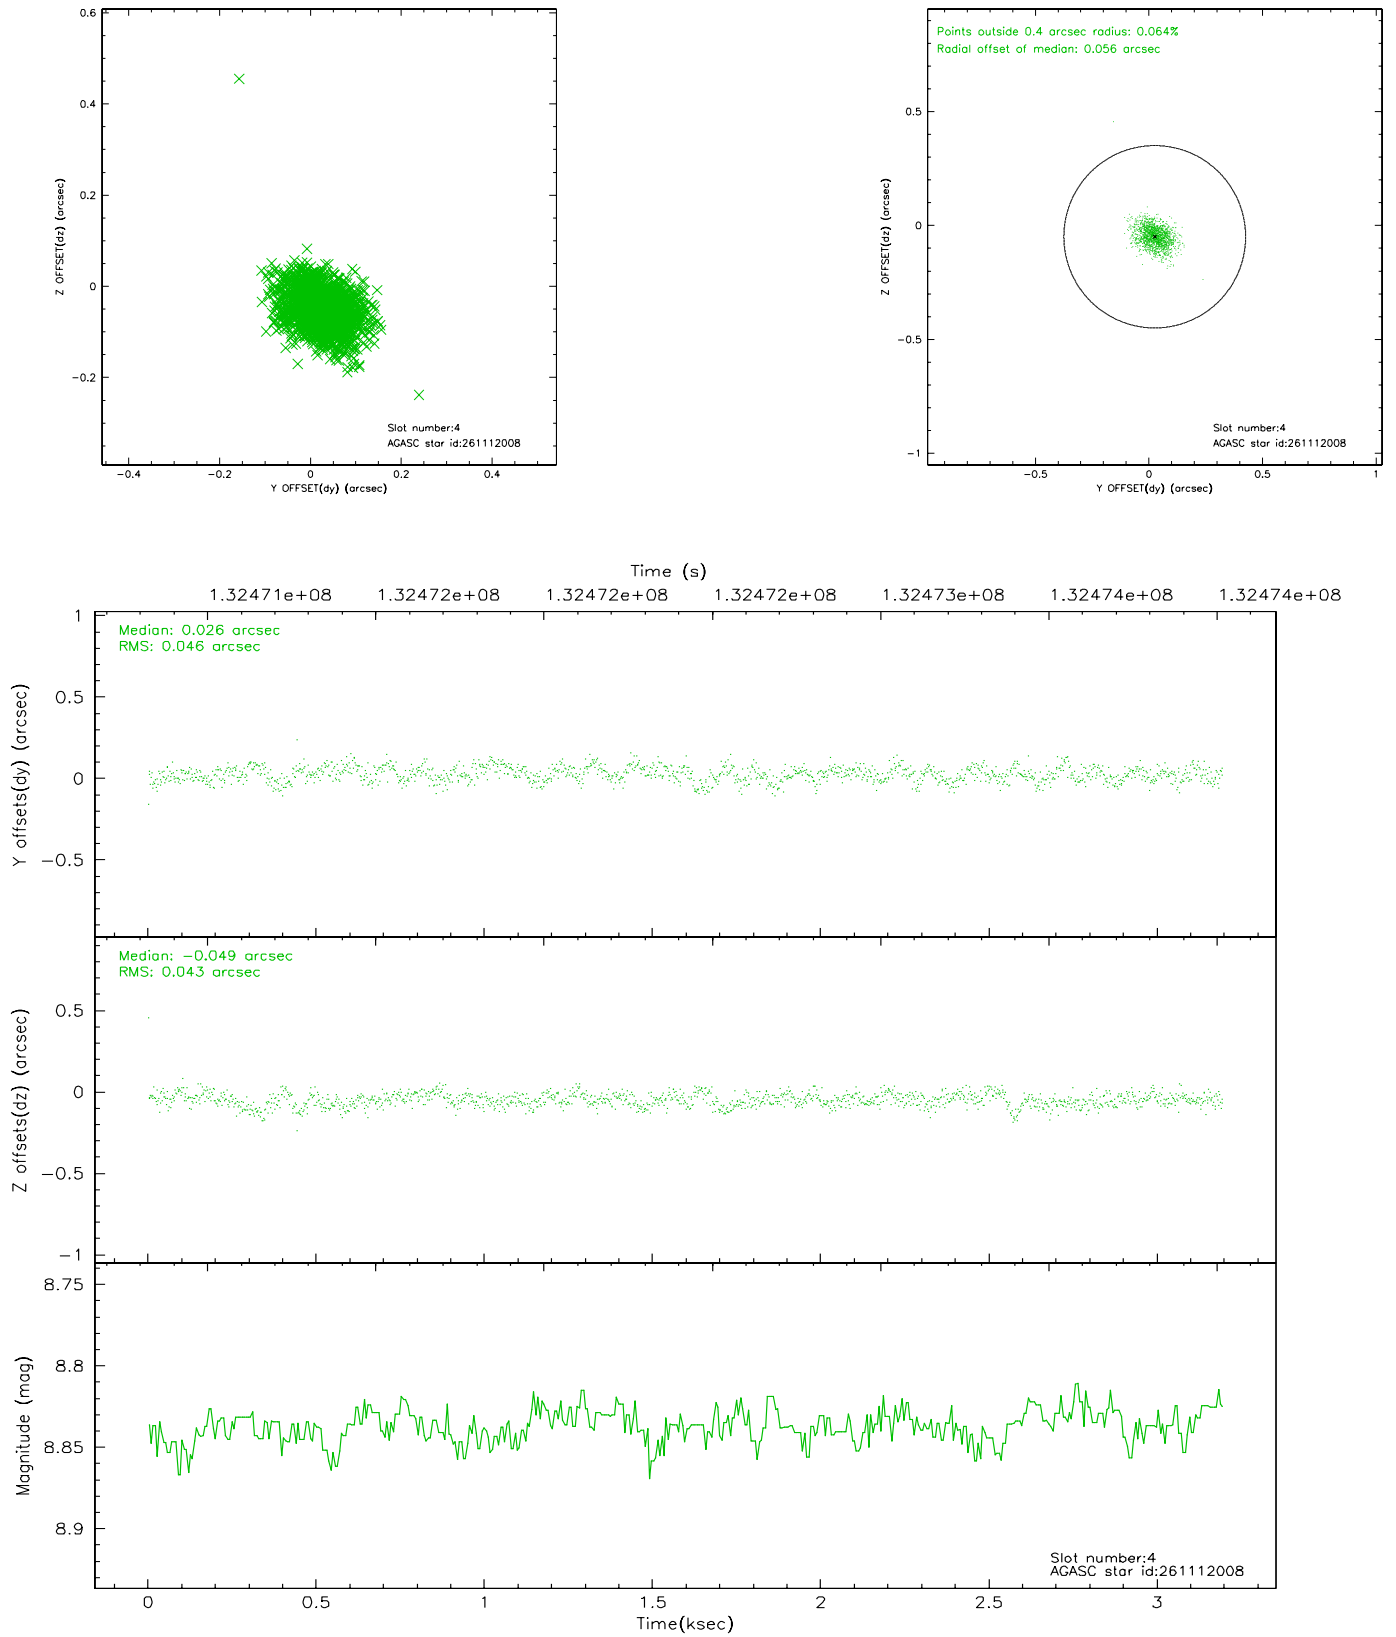 0.6
0.4
0.2
0
−0.2
Z OFFSET(dz) (arcsec)
Slot number:4
AGASC star id:261112008
−0.4 −0.2 0 0.2 0.4
Y OFFSET(dy) (arcsec)
Points outside 0.4 arcsec radius: 0.064%
Radial offset of median: 0.056 arcsec
0.5
0
−0.5
−1
Z OFFSET(dz) (arcsec)
Slot number:4
AGASC star id:261112008
−0.5 0 0.5 1
Y OFFSET(dy) (arcsec)
Time (s)
1.32471e+08 1.32472e+08 1.32472e+08 1.32472e+08 1.32473e+08 1.32474e+08 1.32474e+08
Median: 0.026 arcsec
RMS: 0.046 arcsec
1
0.5
0
−0.5
Y offsets(dy) (arcsec)
Median: −0.049 arcsec
RMS: 0.043 arcsec
0.5
0
−0.5
−1
Z offsets(dz) (arcsec)
8.75
8.8
8.85
8.9
Magnitude (mag)
Slot number:4
AGASC star id:261112008
0 0.5 1 1.5 2 2.5 3
Time(ksec)